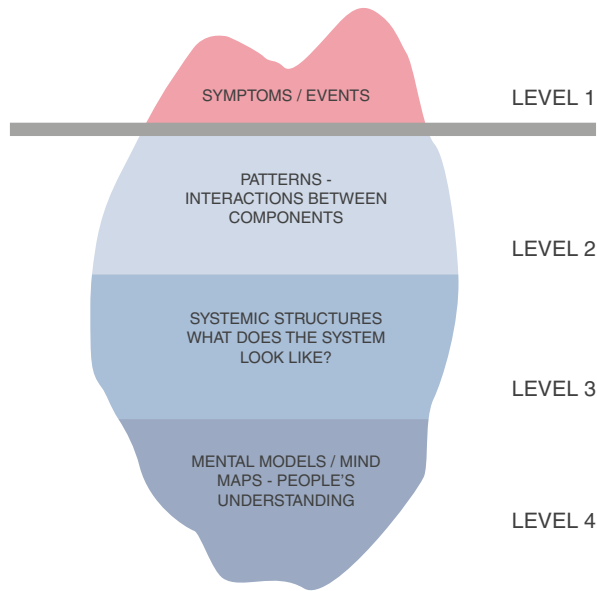 SYMPTOMS / EVENTS
LEVEL 1
PATTERNS -
INTERACTIONS BETWEEN
COMPONENTS
LEVEL 2
SYSTEMIC STRUCTURES
WHAT DOES THE SYSTEM
LOOK LIKE?
LEVEL 3
MENTAL MODELS / MIND
MAPS - PEOPLE’S
UNDERSTANDING
LEVEL 4